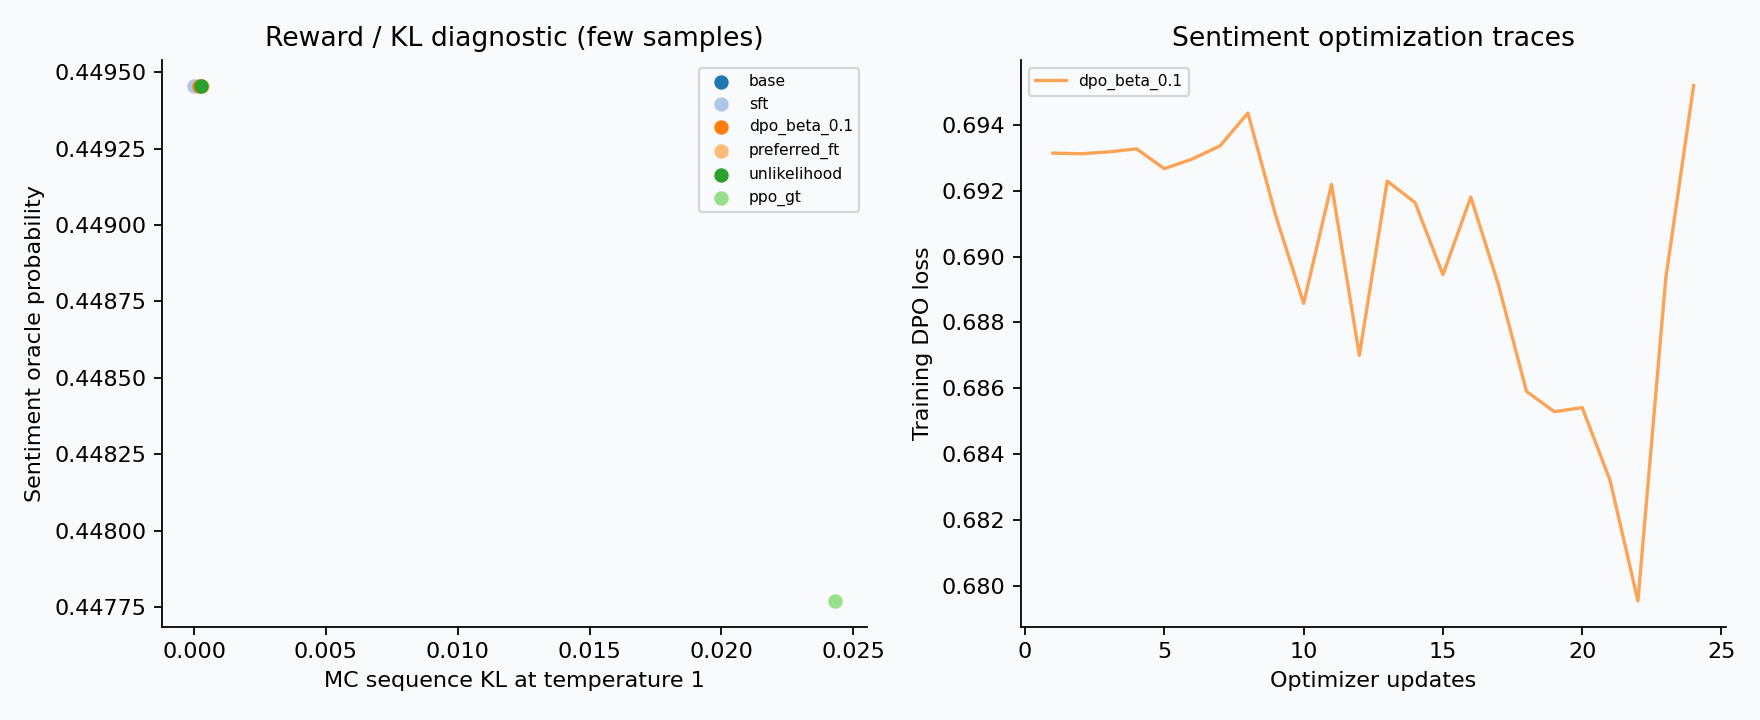 Reward / KL diagnostic (few samples)
0.44950
0.44925
0.44900
0.44875
0.44850
0.44825
0.44800
0.44775
Sentiment oracle probability
base
sft
dpo_beta_0.1
preferred_ft
unlikelihood
ppo_gt
0.000 0.005 0.010 0.015 0.020 0.025
MC sequence KL at temperature 1
Sentiment optimization traces
dpo_beta_0.1
0.694
0.692
0.690
0.688
0.686
0.684
0.682
0.680
Training DPO loss
0 5 10 15 20 25
Optimizer updates